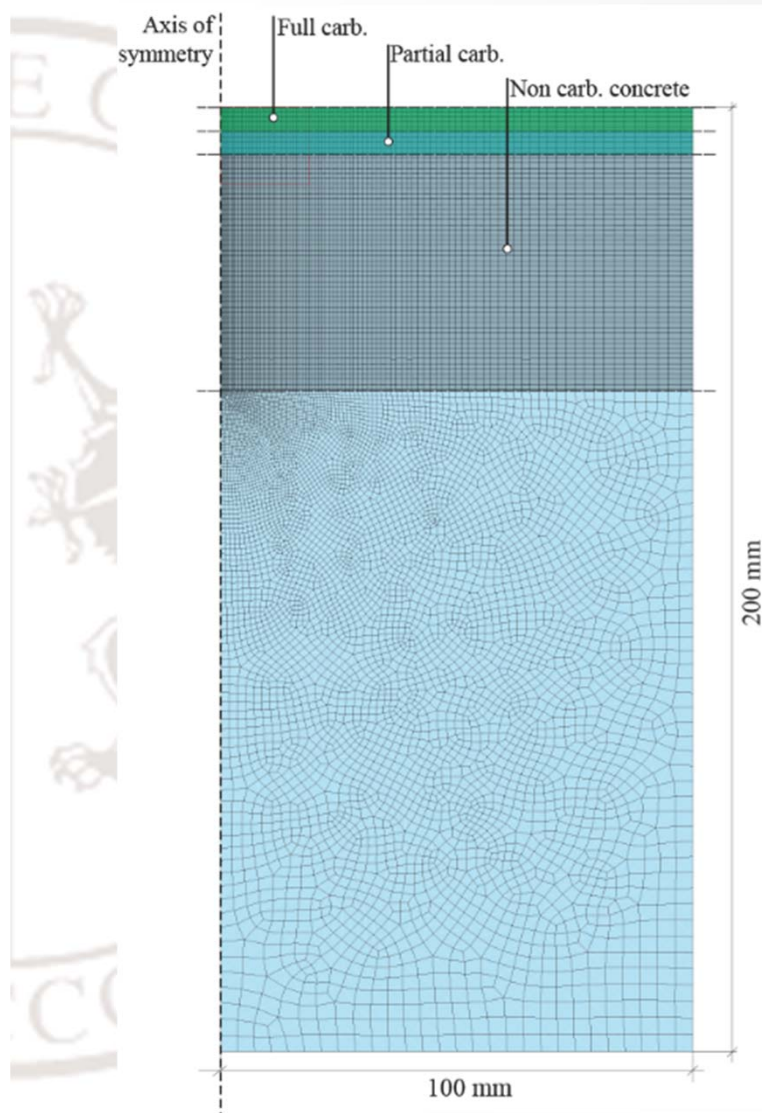 Axis of
symmetry
Full carb.
Partial carb.
Non carb. concrete
200 mm
100 mm